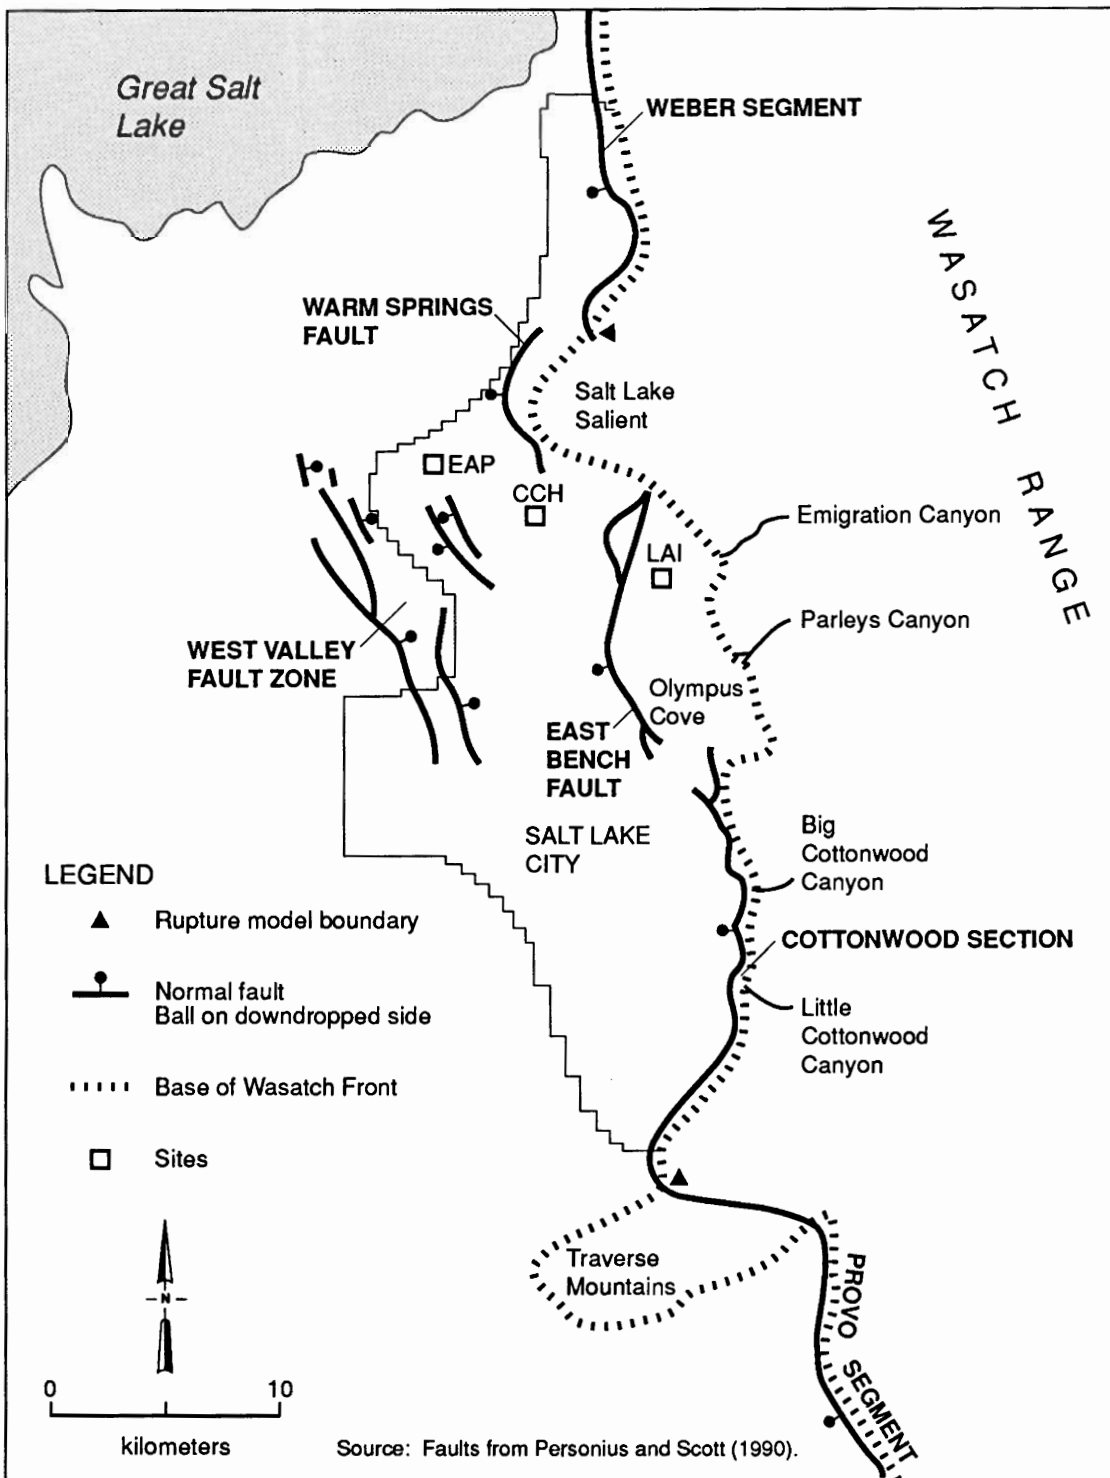 Great Salt
Lake
WEBER SEGMENT
WASATCH RANGE
WARM SPRINGS
FAULT
Salt Lake
Salient
EAP
CCH
Emigration Canyon
LAI
Parleys Canyon
WEST VALLEY
FAULT ZONE
Olympus
Cove
EAST
BENCH
FAULT
SALT LAKE
CITY
Big
Cottonwood
Canyon
COTTONWOOD SECTION
Little
Cottonwood
Canyon
LEGEND
Rupture model boundary
Normal fault
Ball on downdropped side
Base of Wasatch Front
Sites
Traverse
Mountains
PROVO SEGMENT
N
0 10
kilometers
Source: Faults from Personius and Scott (1990).